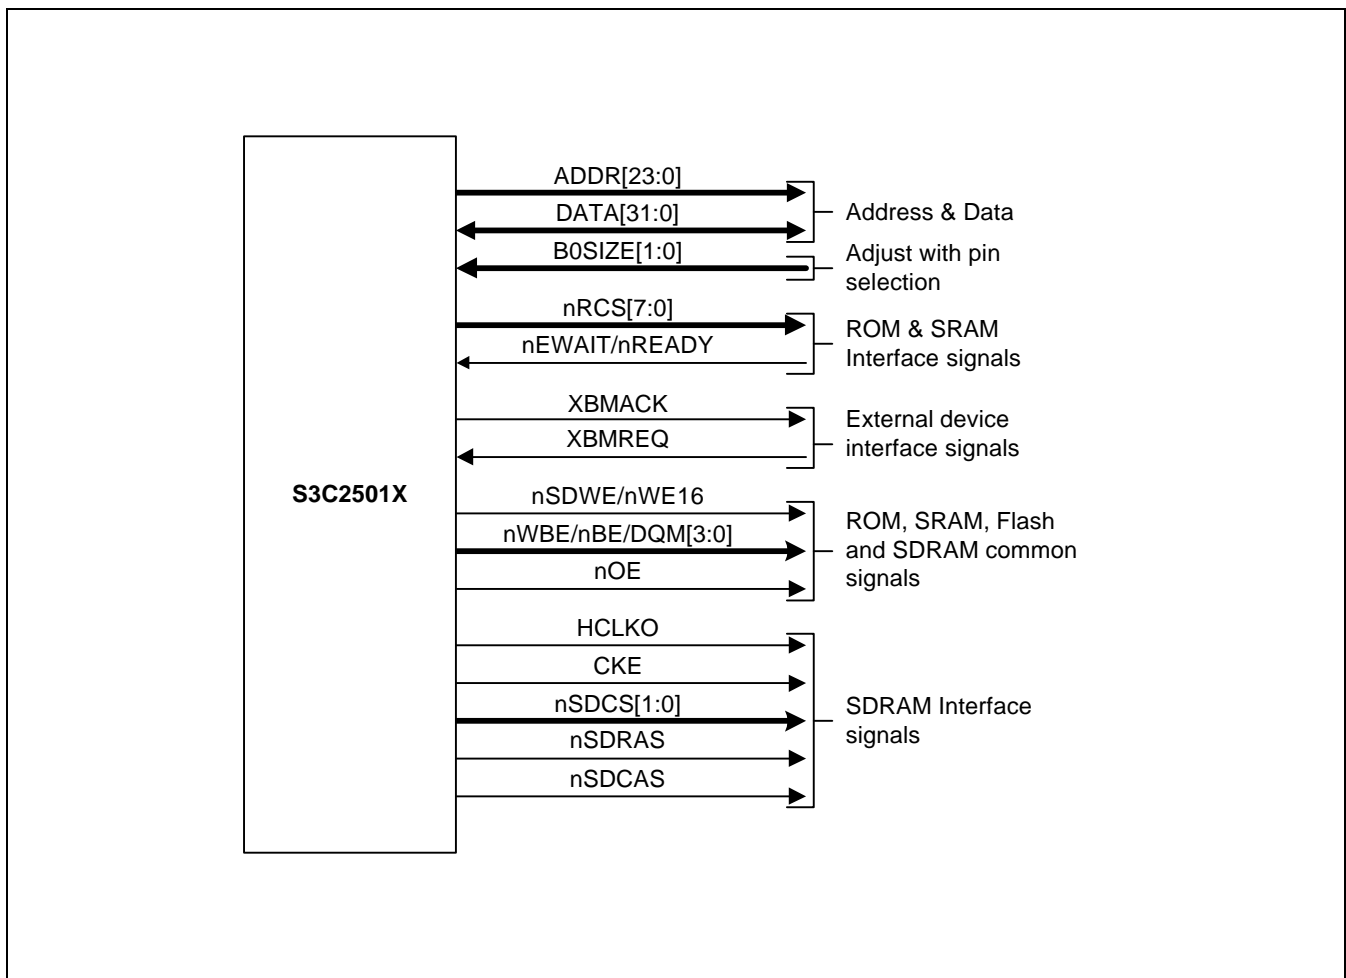 ADDR[23:0]
DATA[31:0]
Address & Data
B0SIZE[1:0]
Adjust with pin
selection
nRCS[7:0]
nEWAIT/nREADY
ROM & SRAM
Interface signals
XBMACK
XBMREQ
External device
interface signals
S3C2501X
nSDWE/nWE16
nWBE/nBE/DQM[3:0]
nOE
ROM, SRAM, Flash
and SDRAM common
signals
HCLKO
CKE
nSDCS[1:0]
nSDRAS
nSDCAS
SDRAM Interface
signals